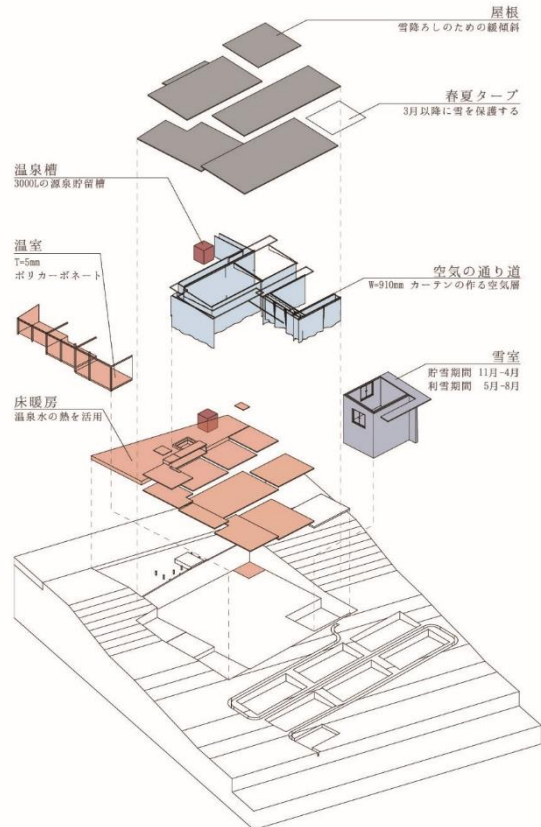 屋根
雪降ろしのための緩傾斜
春夏タープ
3月以降に雪を保護する
温泉槽
3000Lの源泉貯留槽
温室
T=5mm
ポリカーボネート
空気の通り道
W=910mm カーテンの作る空気層
雪室
貯雪期間 11月-4月
利雪期間 5月-8月
床暖房
温泉水の熱を活用